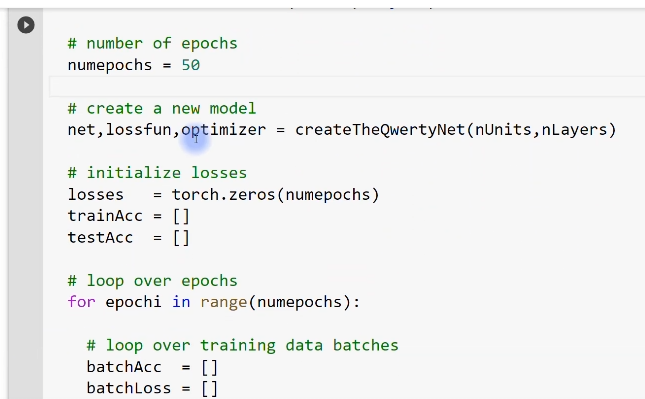 # number of epochs
numepochs = 50
# create a new model
net,lossfun,optimizer = createTheQwertyNet(nUnits,nLayers)
# initialize losses
losses   = torch.zeros(numepochs)
trainAcc = []
testAcc  = []
# loop over epochs
for epochi in range(numepochs):
  # loop over training data batches
  batchAcc  = []
  batchLoss = []